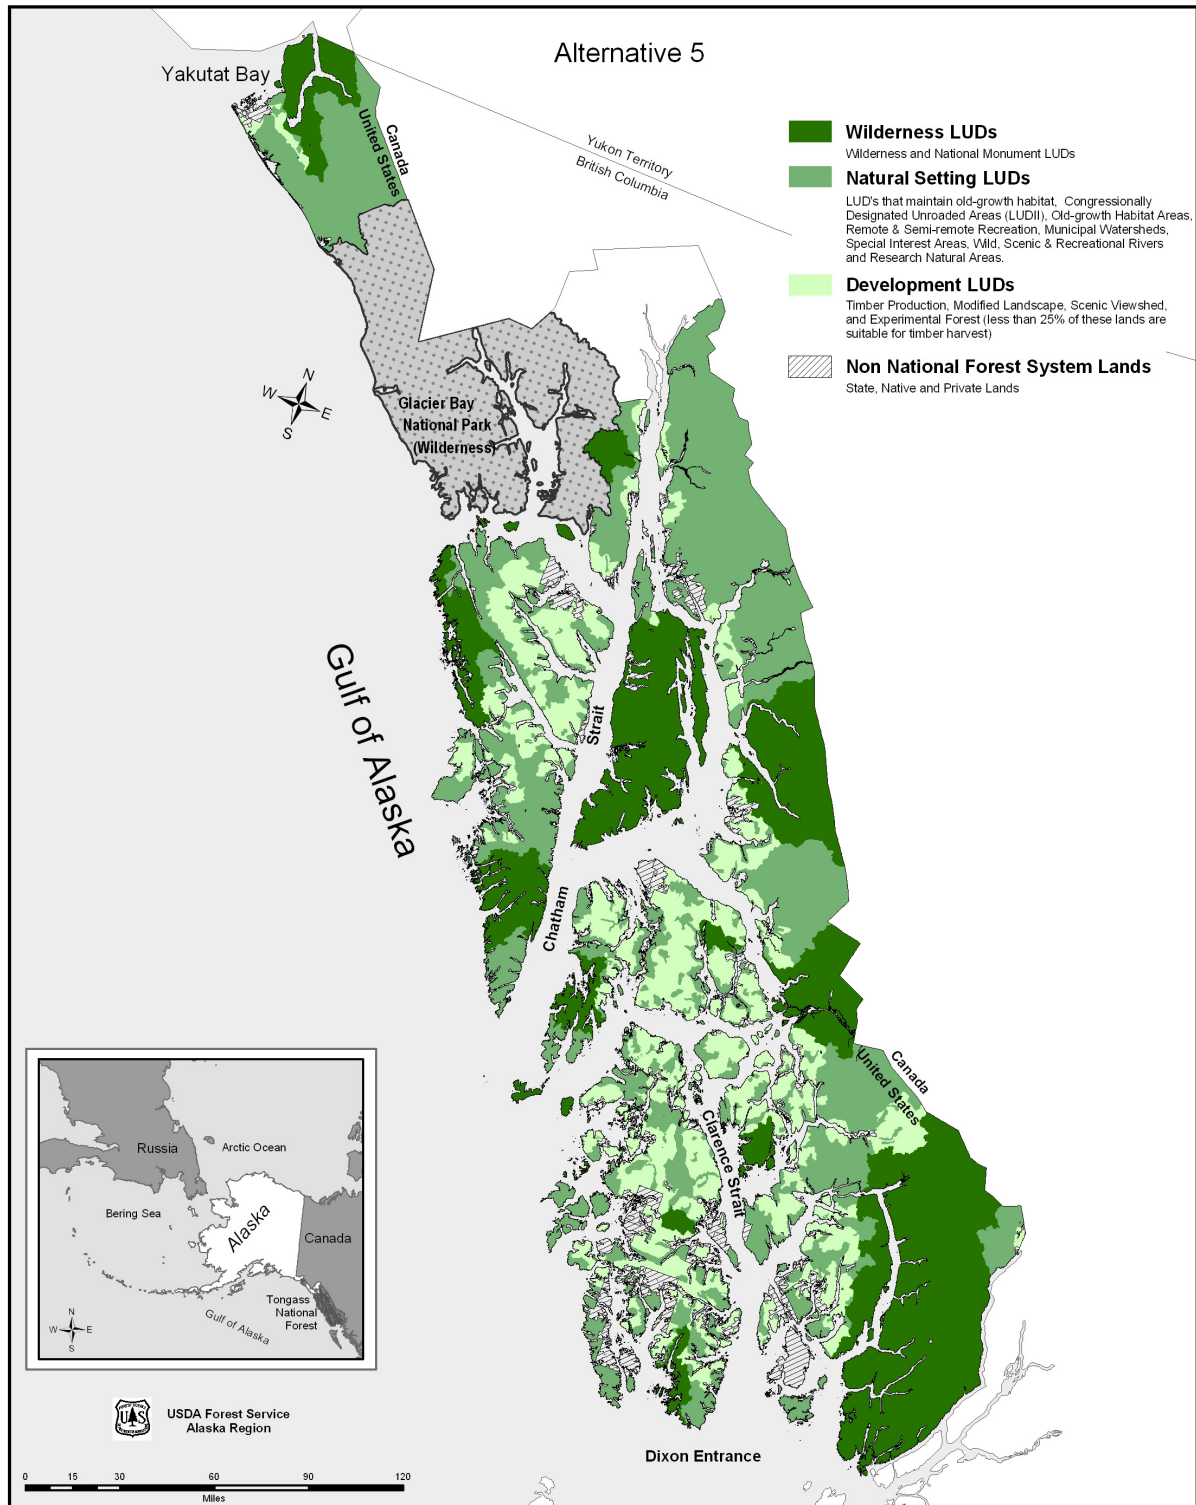 Alternative 5
Yakutat Bay
Canada
United States
Yukon Territory
British Columbia
Wilderness LUDs
Wilderness and National Monument LUDs
Natural Setting LUDs
LUD's that maintain old-growth habitat, Congressionally
Designated Unroaded Areas (LUDII), Old-growth Habitat Areas,
Remote & Semi-remote Recreation, Municipal Watersheds,
Special Interest Areas, Wild, Scenic & Recreational Rivers
and Research Natural Areas.
Development LUDs
Timber Production, Modified Landscape, Scenic Viewshed,
and Experimental Forest (less than 25% of these lands are
suitable for timber harvest)
Non National Forest System Lands
State, Native and Private Lands
N
W
E
S
Glacier Bay
National Park
(Wilderness)
Gulf of Alaska
Strait
Chatham
Canada
United States
Clarence Strait
Dixon Entrance
Russia
Arctic Ocean
Bering Sea
Alaska
Canada
Tongass
National
Forest
Gulf of Alaska
N
W
E
S
U S
USDA Forest Service
Alaska Region
0 15 30 60 90 120
Miles